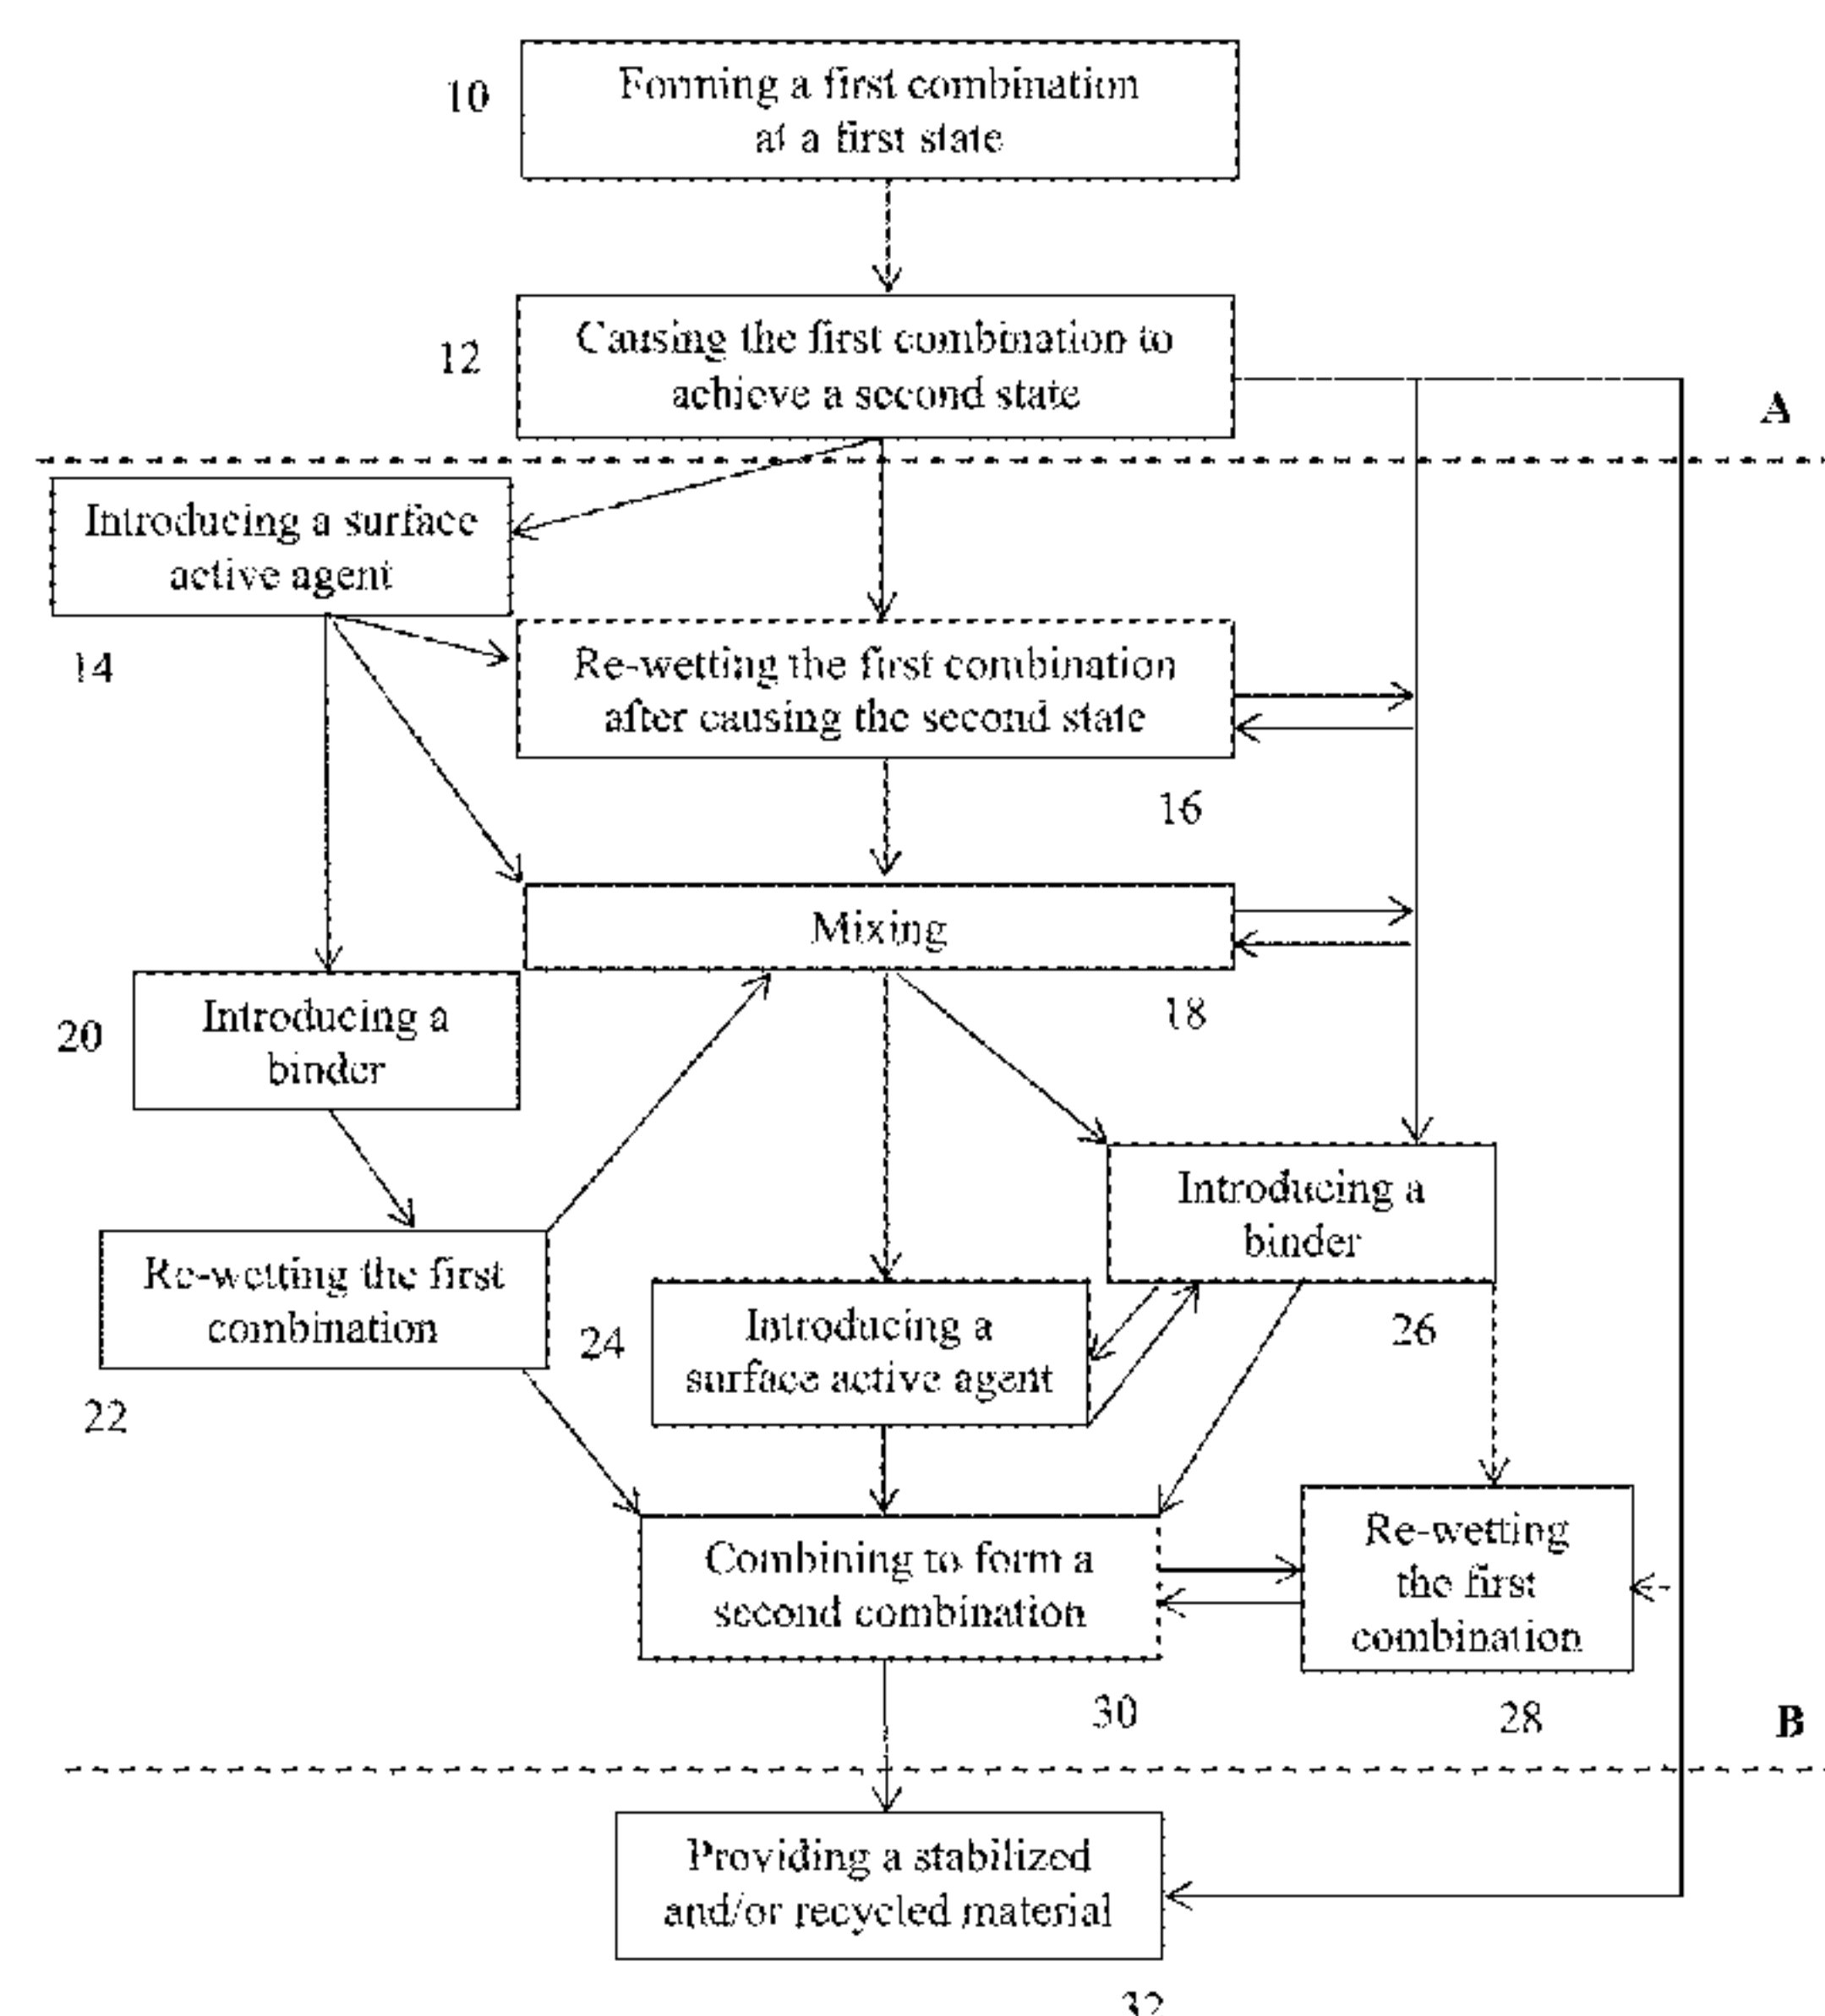 10
Forming a first combination
at a first state
12
Causing the first combination to
achieve a second state
A
Introducing a surface
active agent
14
Re-wetting the first combination
after causing the second state
16
Mixing
18
20
Introducing a
binder
Introducing a
binder
26
Re-wetting the first
combination
22
24
Introducing a
surface active agent
Combining to form a
second combination
30
Re-wetting
the first
combination
28
B
Providing a stabilized
and/or recycled material
32